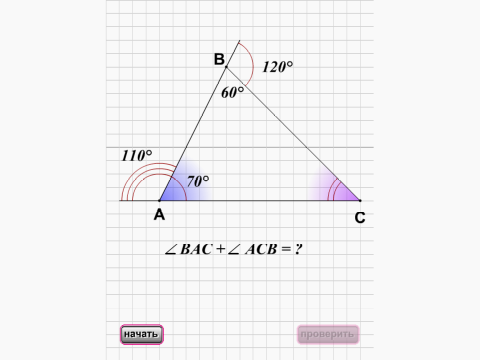 B
120°
60°
110°
70°
A
C
∠ BAC + ∠ ACB = ?
начать
проверить